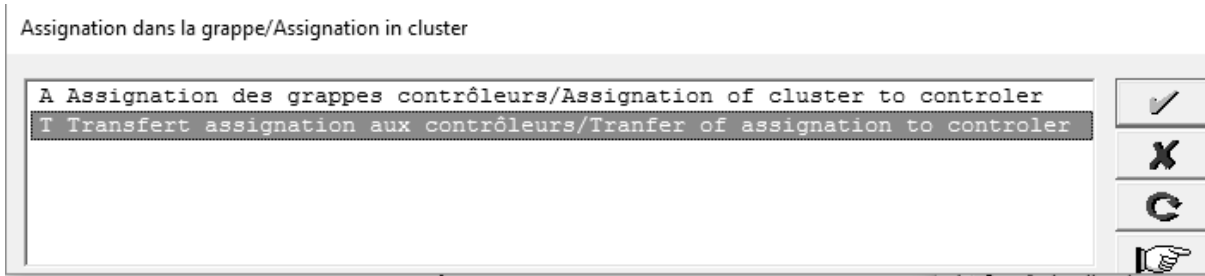 Assignation dans la grappe/Assignation in cluster
A Assignation des grappes contrôleurs/Assignation of cluster to controler
T Transfert assignation aux contrôleurs/Tranfer of assignation to controler